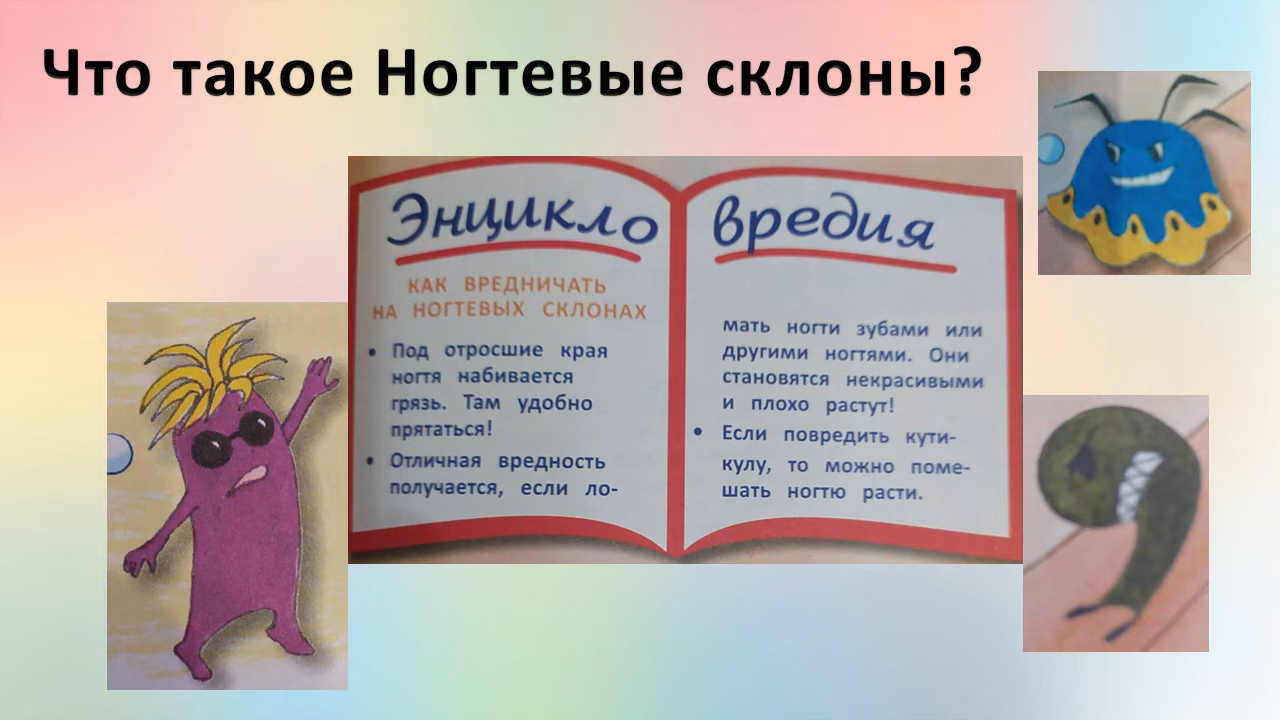 Что такое Ногтевые склоны?
Энцикло
КАК ВРЕДНИЧАТЬ
НА НОГТЕВЫХ СКЛОНАХ
• Под отросшие края
ногтя набивается
грязь. Там удобно
прятаться!
• Отличная вредность
получается, если ло-
вредия
мать ногти зубами или
другими ногтями. Они
становятся некрасивыми
и плохо растут!
• Если повредить кути-
кулу, то можно поме-
шать ногтю расти.